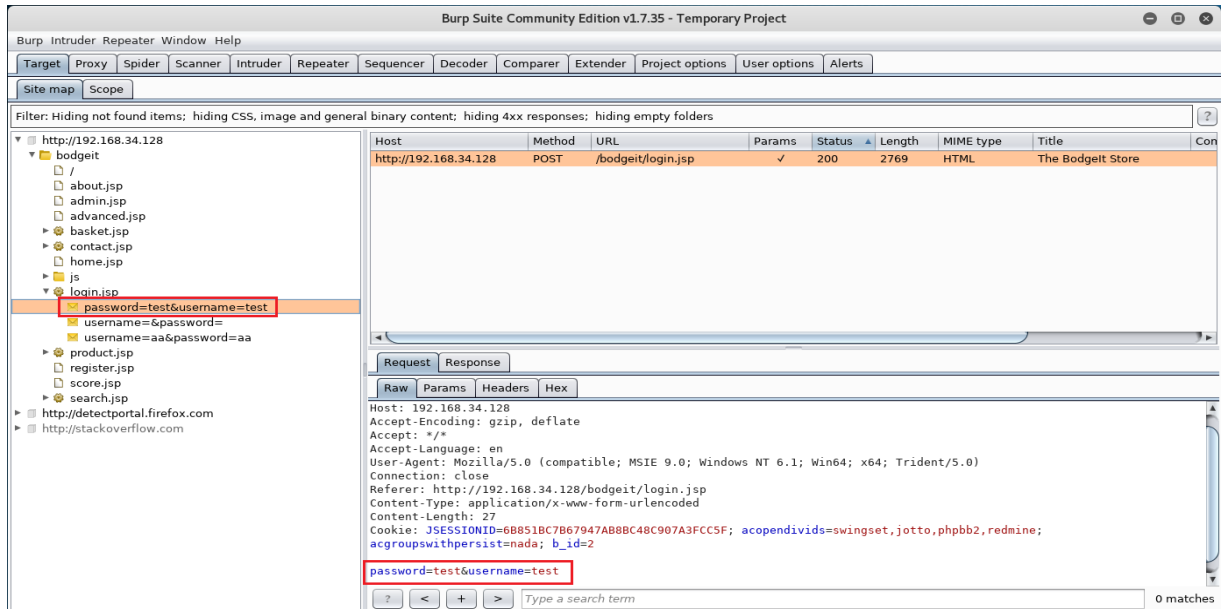 Burp Suite Community Edition v1.7.35 - Temporary Project
Burp Intruder Repeater Window Help
Target Proxy Spider Scanner Intruder Repeater Sequencer Decoder Comparer Extender Project options User options Alerts
Site map Scope
Filter: Hiding not found items; hiding CSS, image and general binary content; hiding 4xx responses; hiding empty folders ?
http://192.168.34.128
bodgeit
/
about.jsp
admin.jsp
advanced.jsp
basket.jsp
contact.jsp
home.jsp
js
login.jsp
password=test&username=test
username=&password=
username=aa&password=aa
product.jsp
register.jsp
score.jsp
search.jsp
http://detectportal.firefox.com
http://stackoverflow.com
Host Method URL Params Status Length MIME type Title Con
http://192.168.34.128 POST /bodgeit/login.jsp ✓ 200 2769 HTML The BodgeIt Store
Request Response
Raw Params Headers Hex
Host: 192.168.34.128
Accept-Encoding: gzip, deflate
Accept: */*
Accept-Language: en
User-Agent: Mozilla/5.0 (compatible; MSIE 9.0; Windows NT 6.1; Win64; x64; Trident/5.0)
Connection: close
Referer: http://192.168.34.128/bodgeit/login.jsp
Content-Type: application/x-www-form-urlencoded
Content-Length: 27
Cookie: JSESSIONID=6B851BC7B67947AB8BC48C907A3FCC5F; acopendivids=swingset,jotto,phpbb2,redmine;
acgroupswithpersist=nada; b_id=2
password=test&username=test
? < + > Type a search term 0 matches